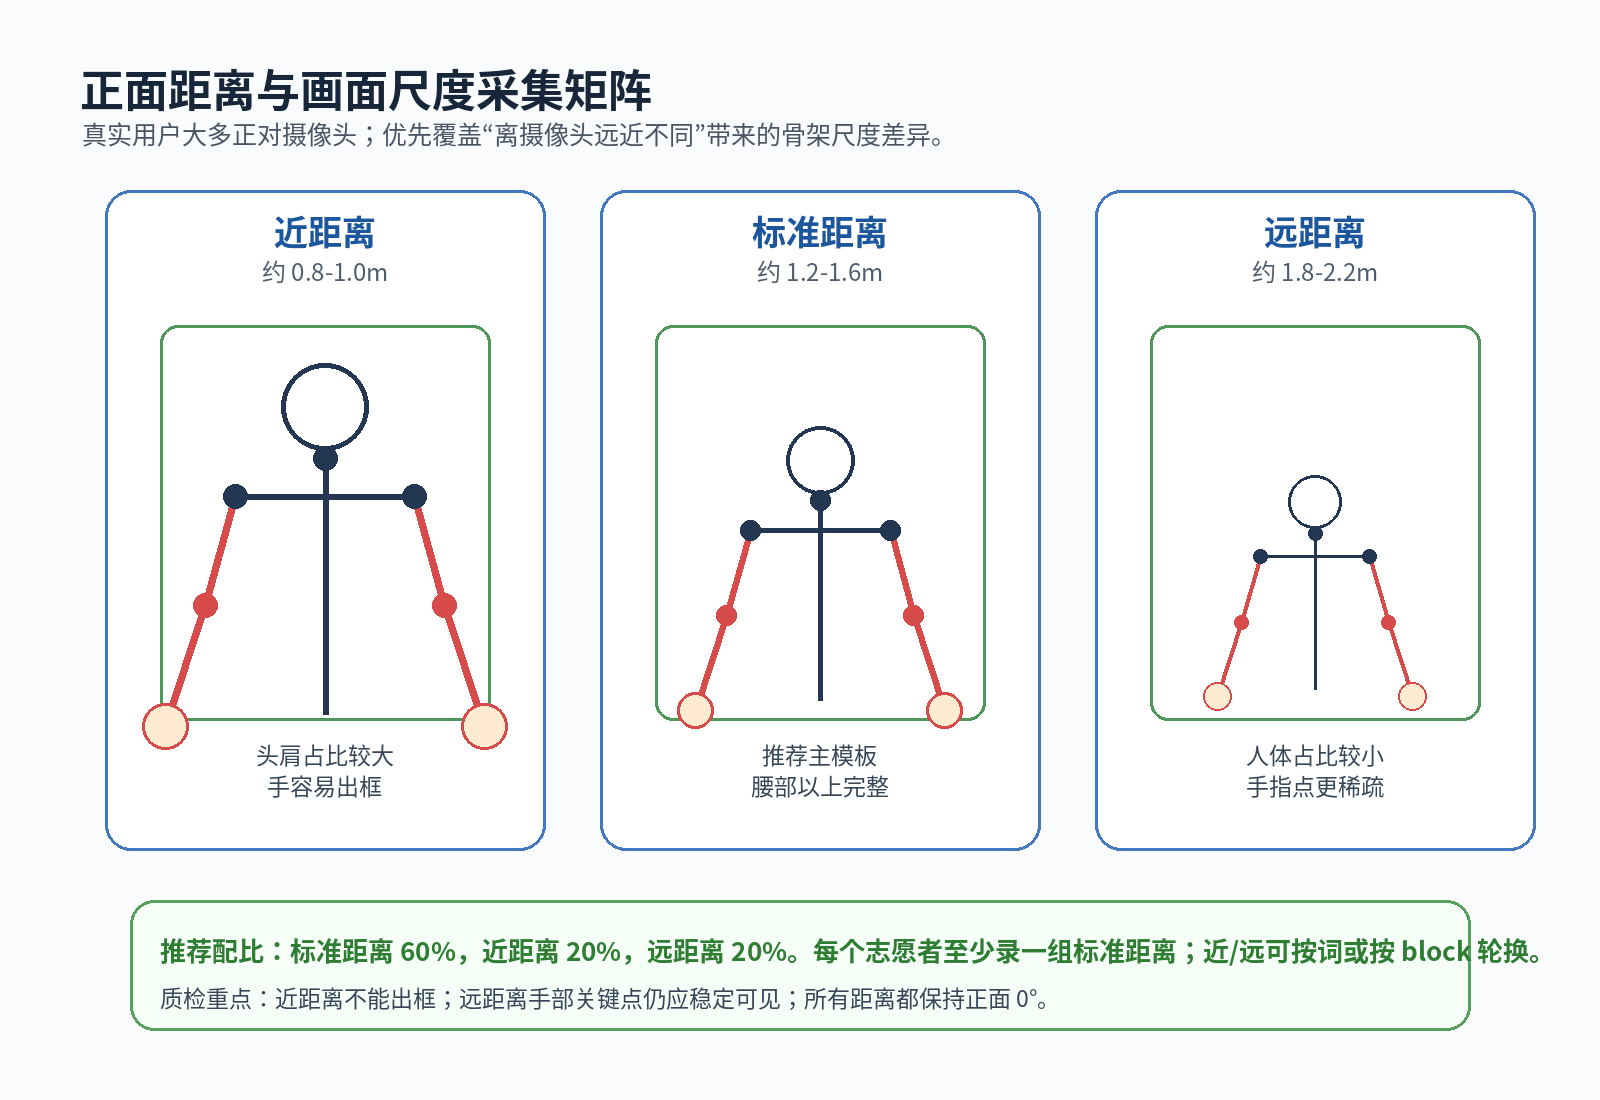 正面距离与画面尺度采集矩阵
真实用户大多正对摄像头；优先覆盖“离摄像头远近不同”带来的骨架尺度差异。
近距离
约 0.8-1.0m
头肩占比较大
手容易出框
标准距离
约 1.2-1.6m
推荐主模板
腰部以上完整
远距离
约 1.8-2.2m
人体占比较小
手指点更稀疏
推荐配比：标准距离 60%，近距离 20%，远距离 20%。每个志愿者至少录一组标准距离；近/远可按词或按 block 轮换。
质检重点：近距离不能出框；远距离手部关键点仍应稳定可见；所有距离都保持正面 0°。